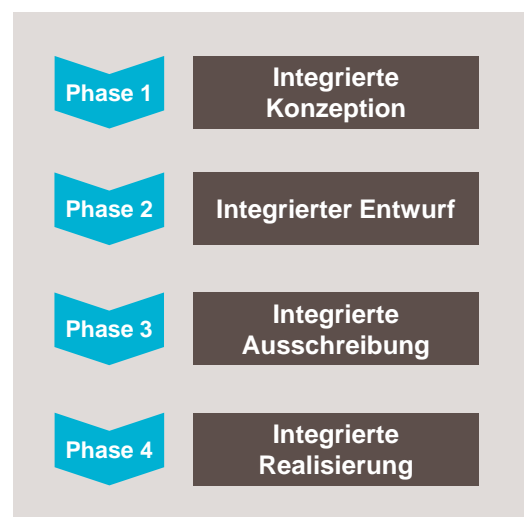 Phase 1
Integrierte
Konzeption
Phase 2
Integrierter Entwurf
Phase 3
Integrierte
Ausschreibung
Phase 4
Integrierte
Realisierung